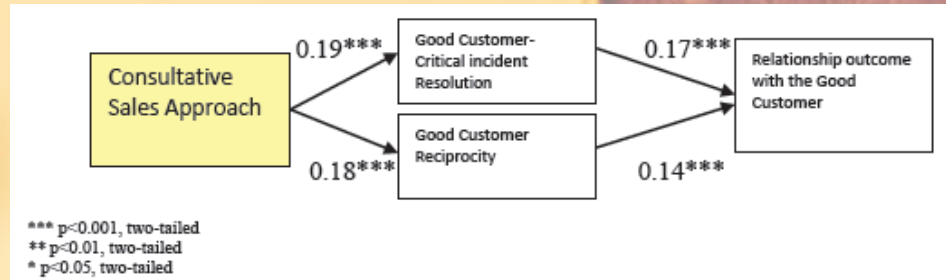 0.19***
Good Customer-
Critical incident
Resolution
0.17***
Consultative
Sales Approach
Relationship outcome
with the Good
Customer
Good Customer
Reciprocity
0.18***
0.14***
*** p<0.001, two-tailed
** p<0.01, two-tailed
* p<0.05, two-tailed